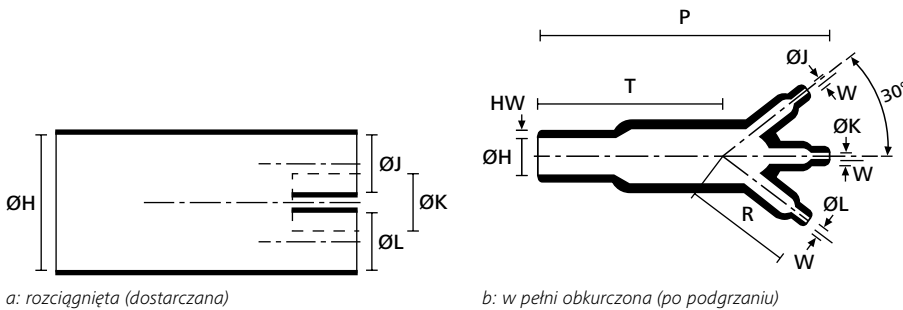 P
ØJ
W
30°
T
HW
ØK
ØH
W
ØJ
ØH
ØK
ØL
R
ØL
W
a: rozciągnięta (dostarczana)
b: w pełni obkurczona (po podgrzaniu)